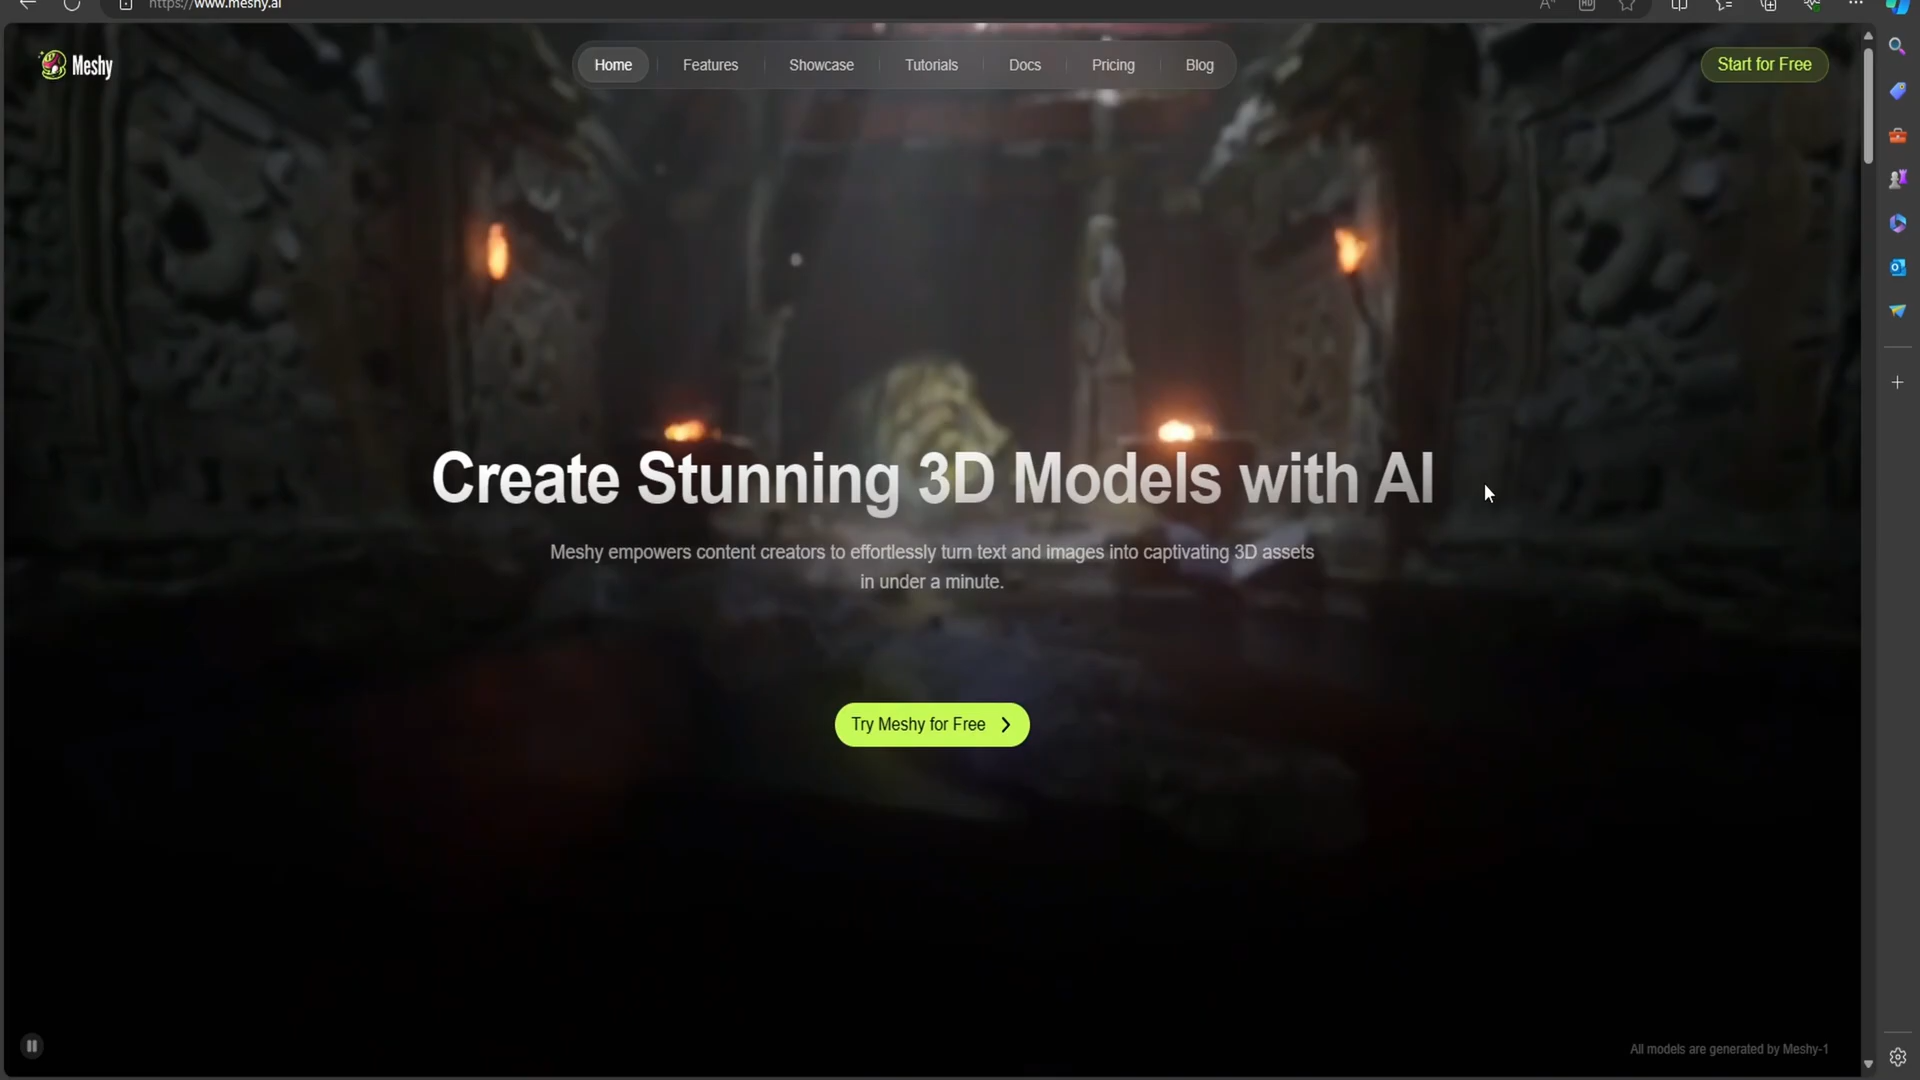 https://www.meshy.ai
Meshy
Home
Features
Showcase
Tutorials
Docs
Pricing
Blog
Start for Free
Create Stunning 3D Models with AI
Meshy empowers content creators to effortlessly turn text and images into captivating 3D assets
in under a minute.
Try Meshy for Free
All models are generated by Meshy-1